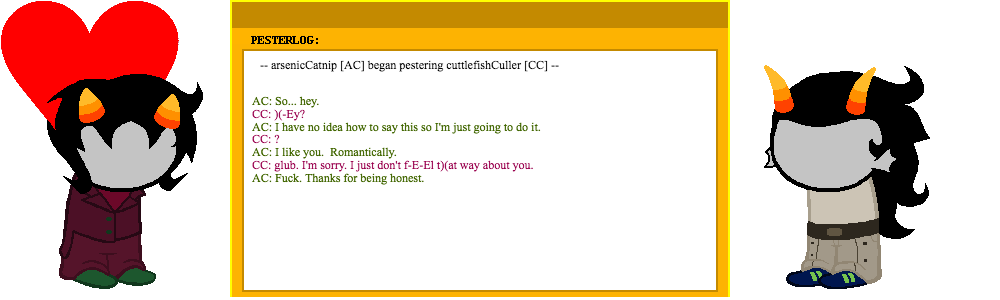 PESTERLOG:
-- arsenicCatnip [AC] began pestering cuttlefishCuller [CC] --
AC: So... hey.
CC: )(-Ey?
AC: I have no idea how to say this so I'm just going to do it.
CC: ?
AC: I like you.  Romantically.
CC: glub. I'm sorry. I just don't f-E-El t)(at way about you.
AC: Fuck. Thanks for being honest.